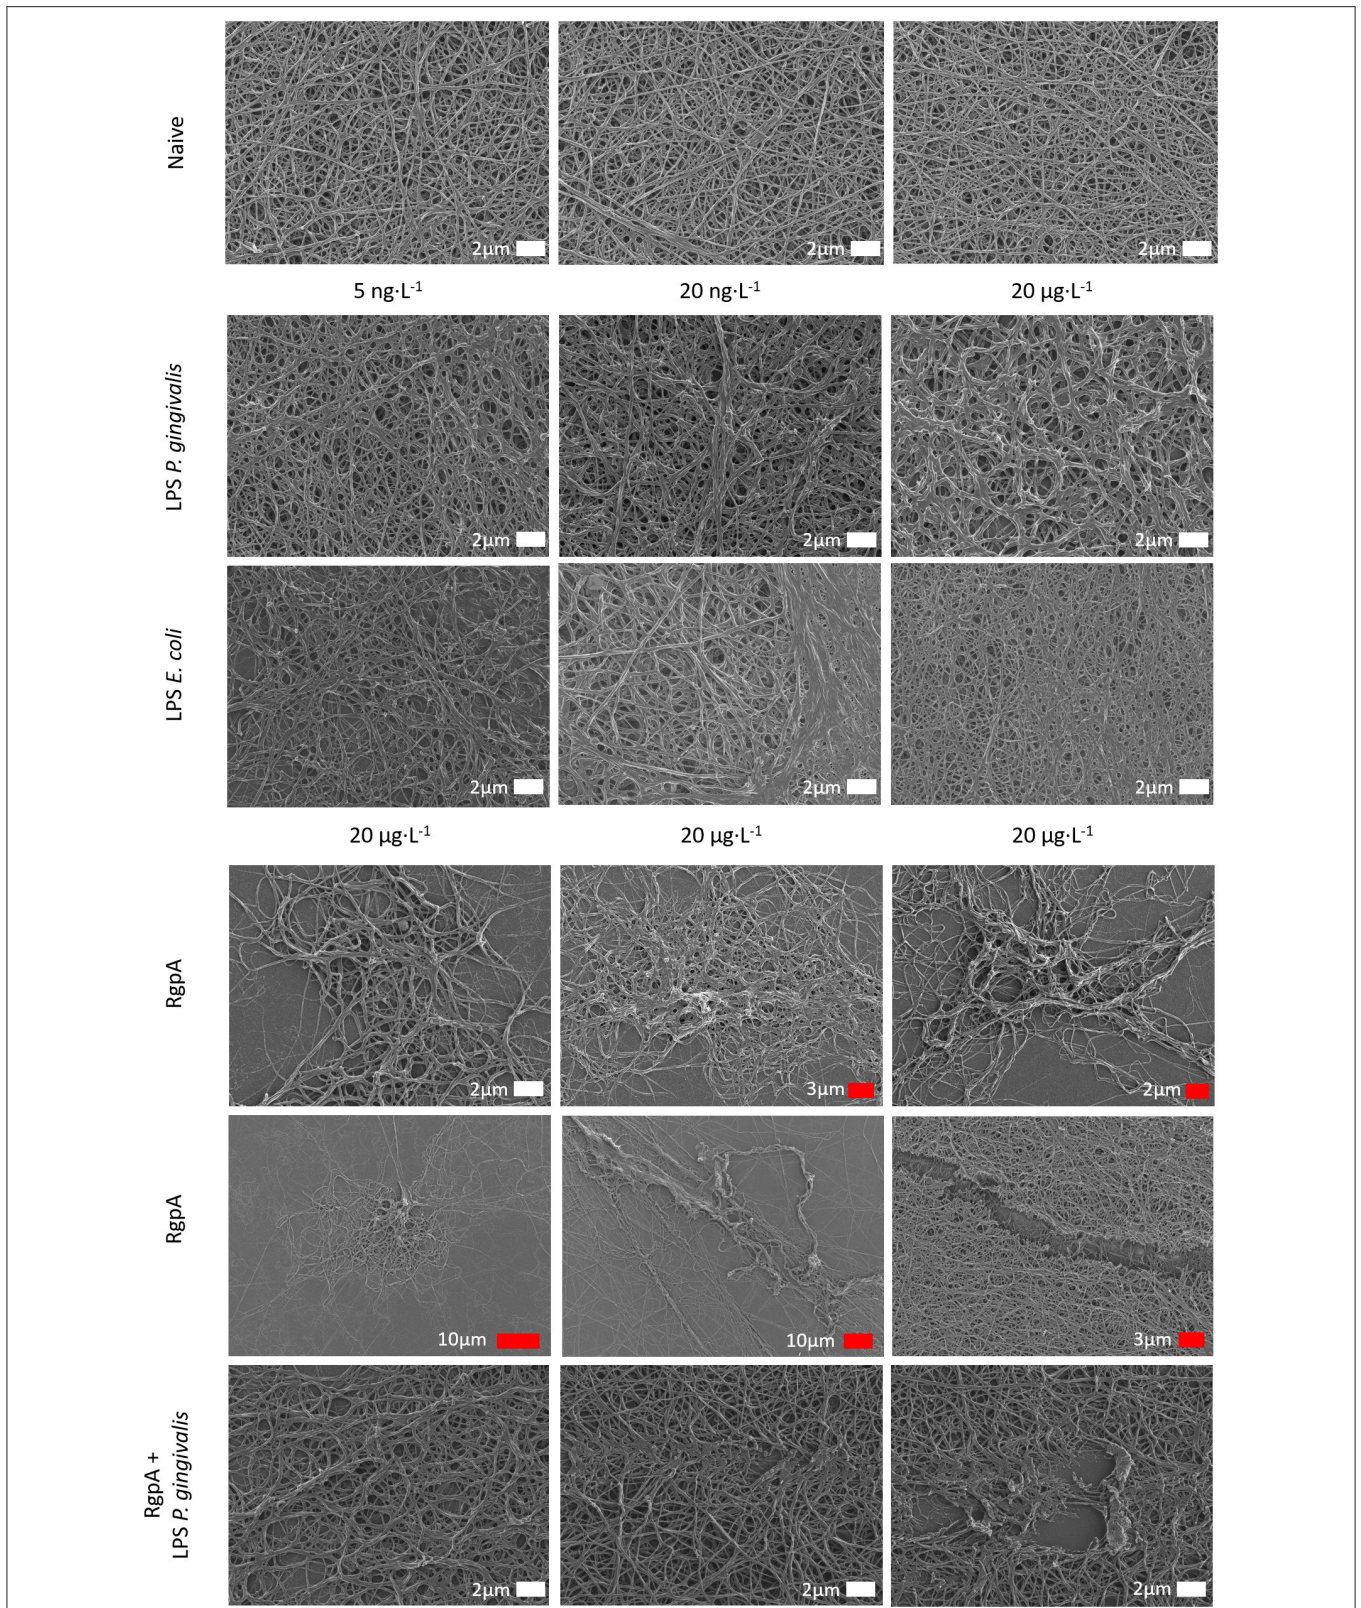 Naive
2µm
2µm
2µm
5 ng·L⁻¹
20 ng·L⁻¹
20 µg·L⁻¹
LPS P. gingivalis
2µm
2µm
2µm
LPS E. coli
2µm
2µm
2µm
20 µg·L⁻¹
20 µg·L⁻¹
20 µg·L⁻¹
RgpA
2µm
3µm
2µm
RgpA
10µm
10µm
3µm
RgpA +
LPS P. gingivalis
2µm
2µm
2µm